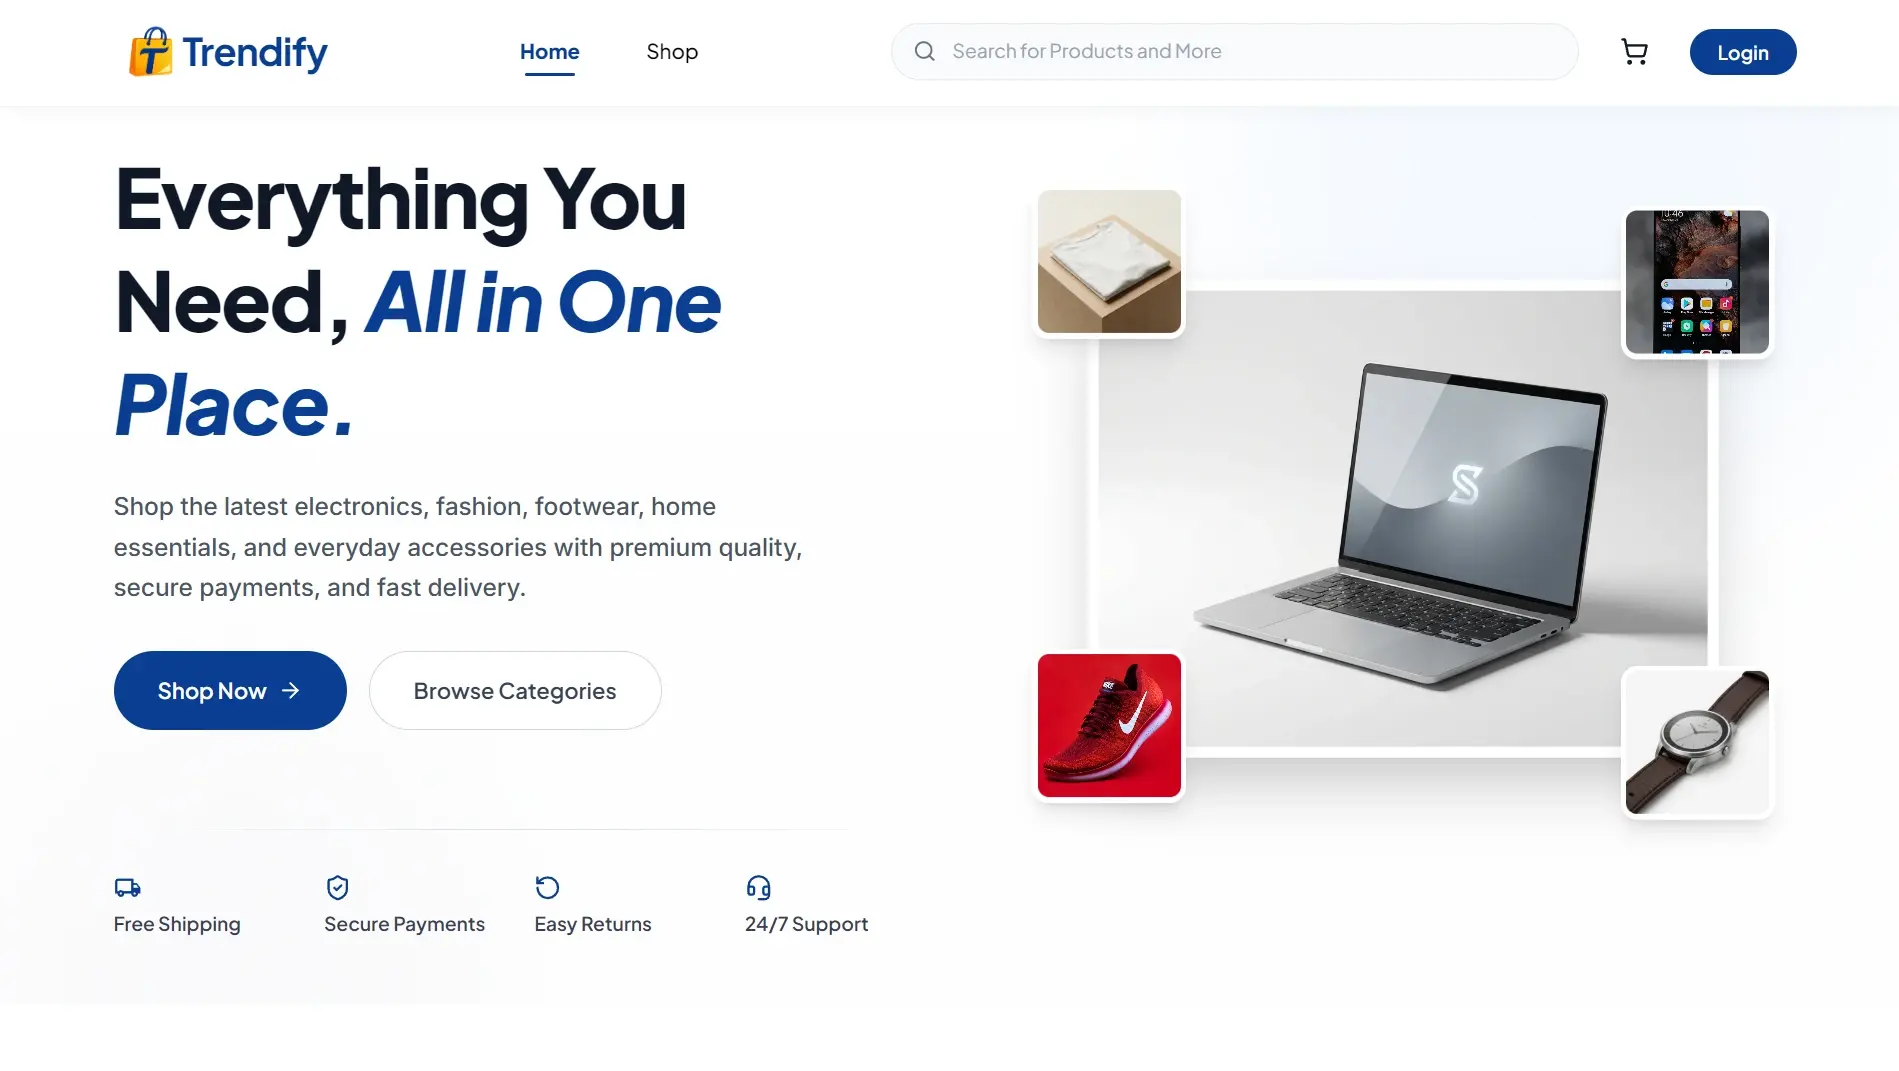 Trendify
Home
Shop
Search for Products and More
Login
Everything You
Need, All in One
Place.
Shop the latest electronics, fashion, footwear, home
essentials, and everyday accessories with premium quality,
secure payments, and fast delivery.
Shop Now
Browse Categories
Free Shipping
Secure Payments
Easy Returns
24/7 Support